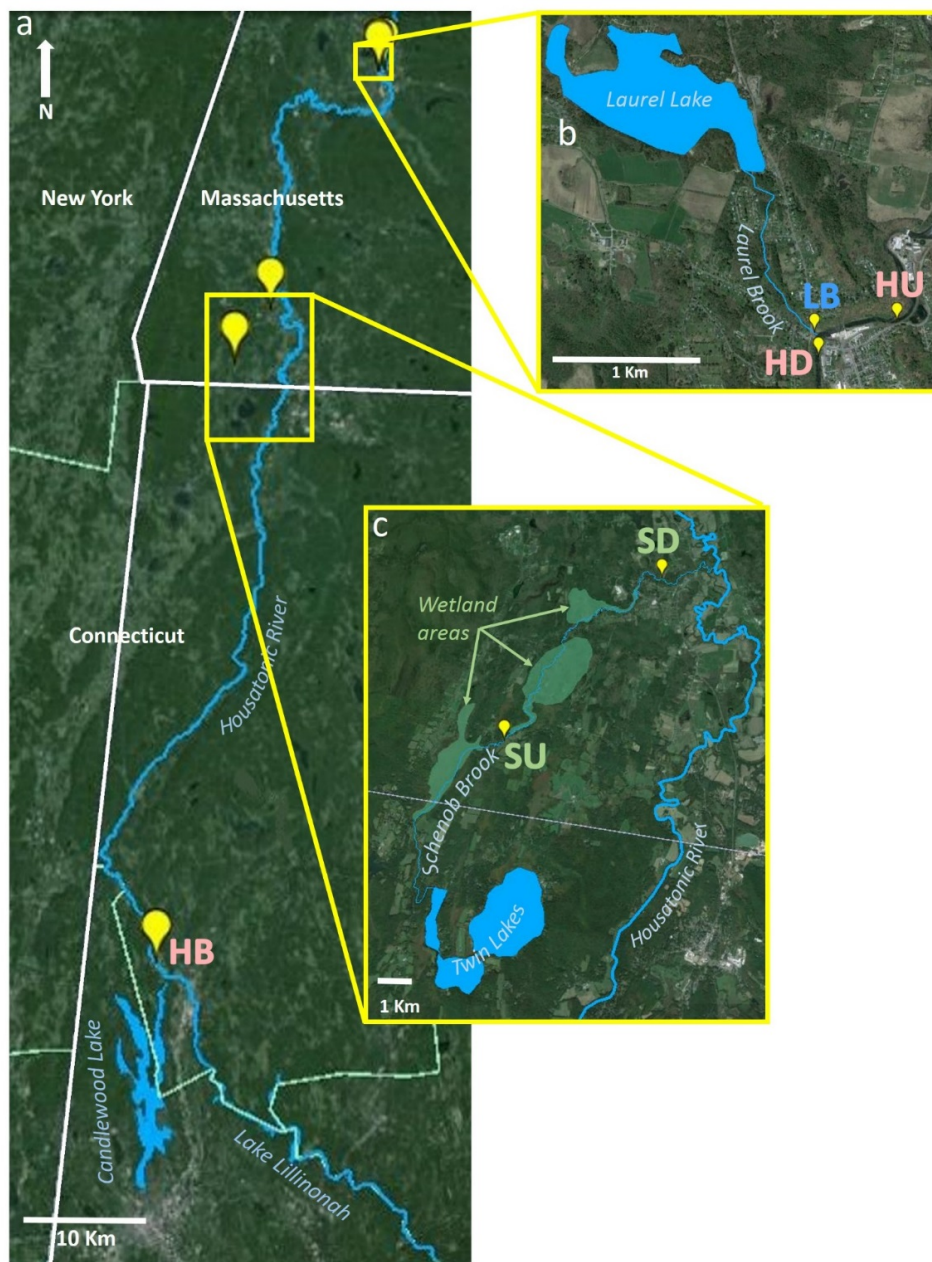 a
N
New York
Massachusetts
Connecticut
Housatonic River
HB
Candlewood Lake
Lake Lillinonah
10 Km
b
Laurel Lake
Laurel Brook
LB
HU
HD
1 Km
c
SD
Wetland
areas
SU
Schenob Brook
Housatonic River
Twin Lakes
1 Km